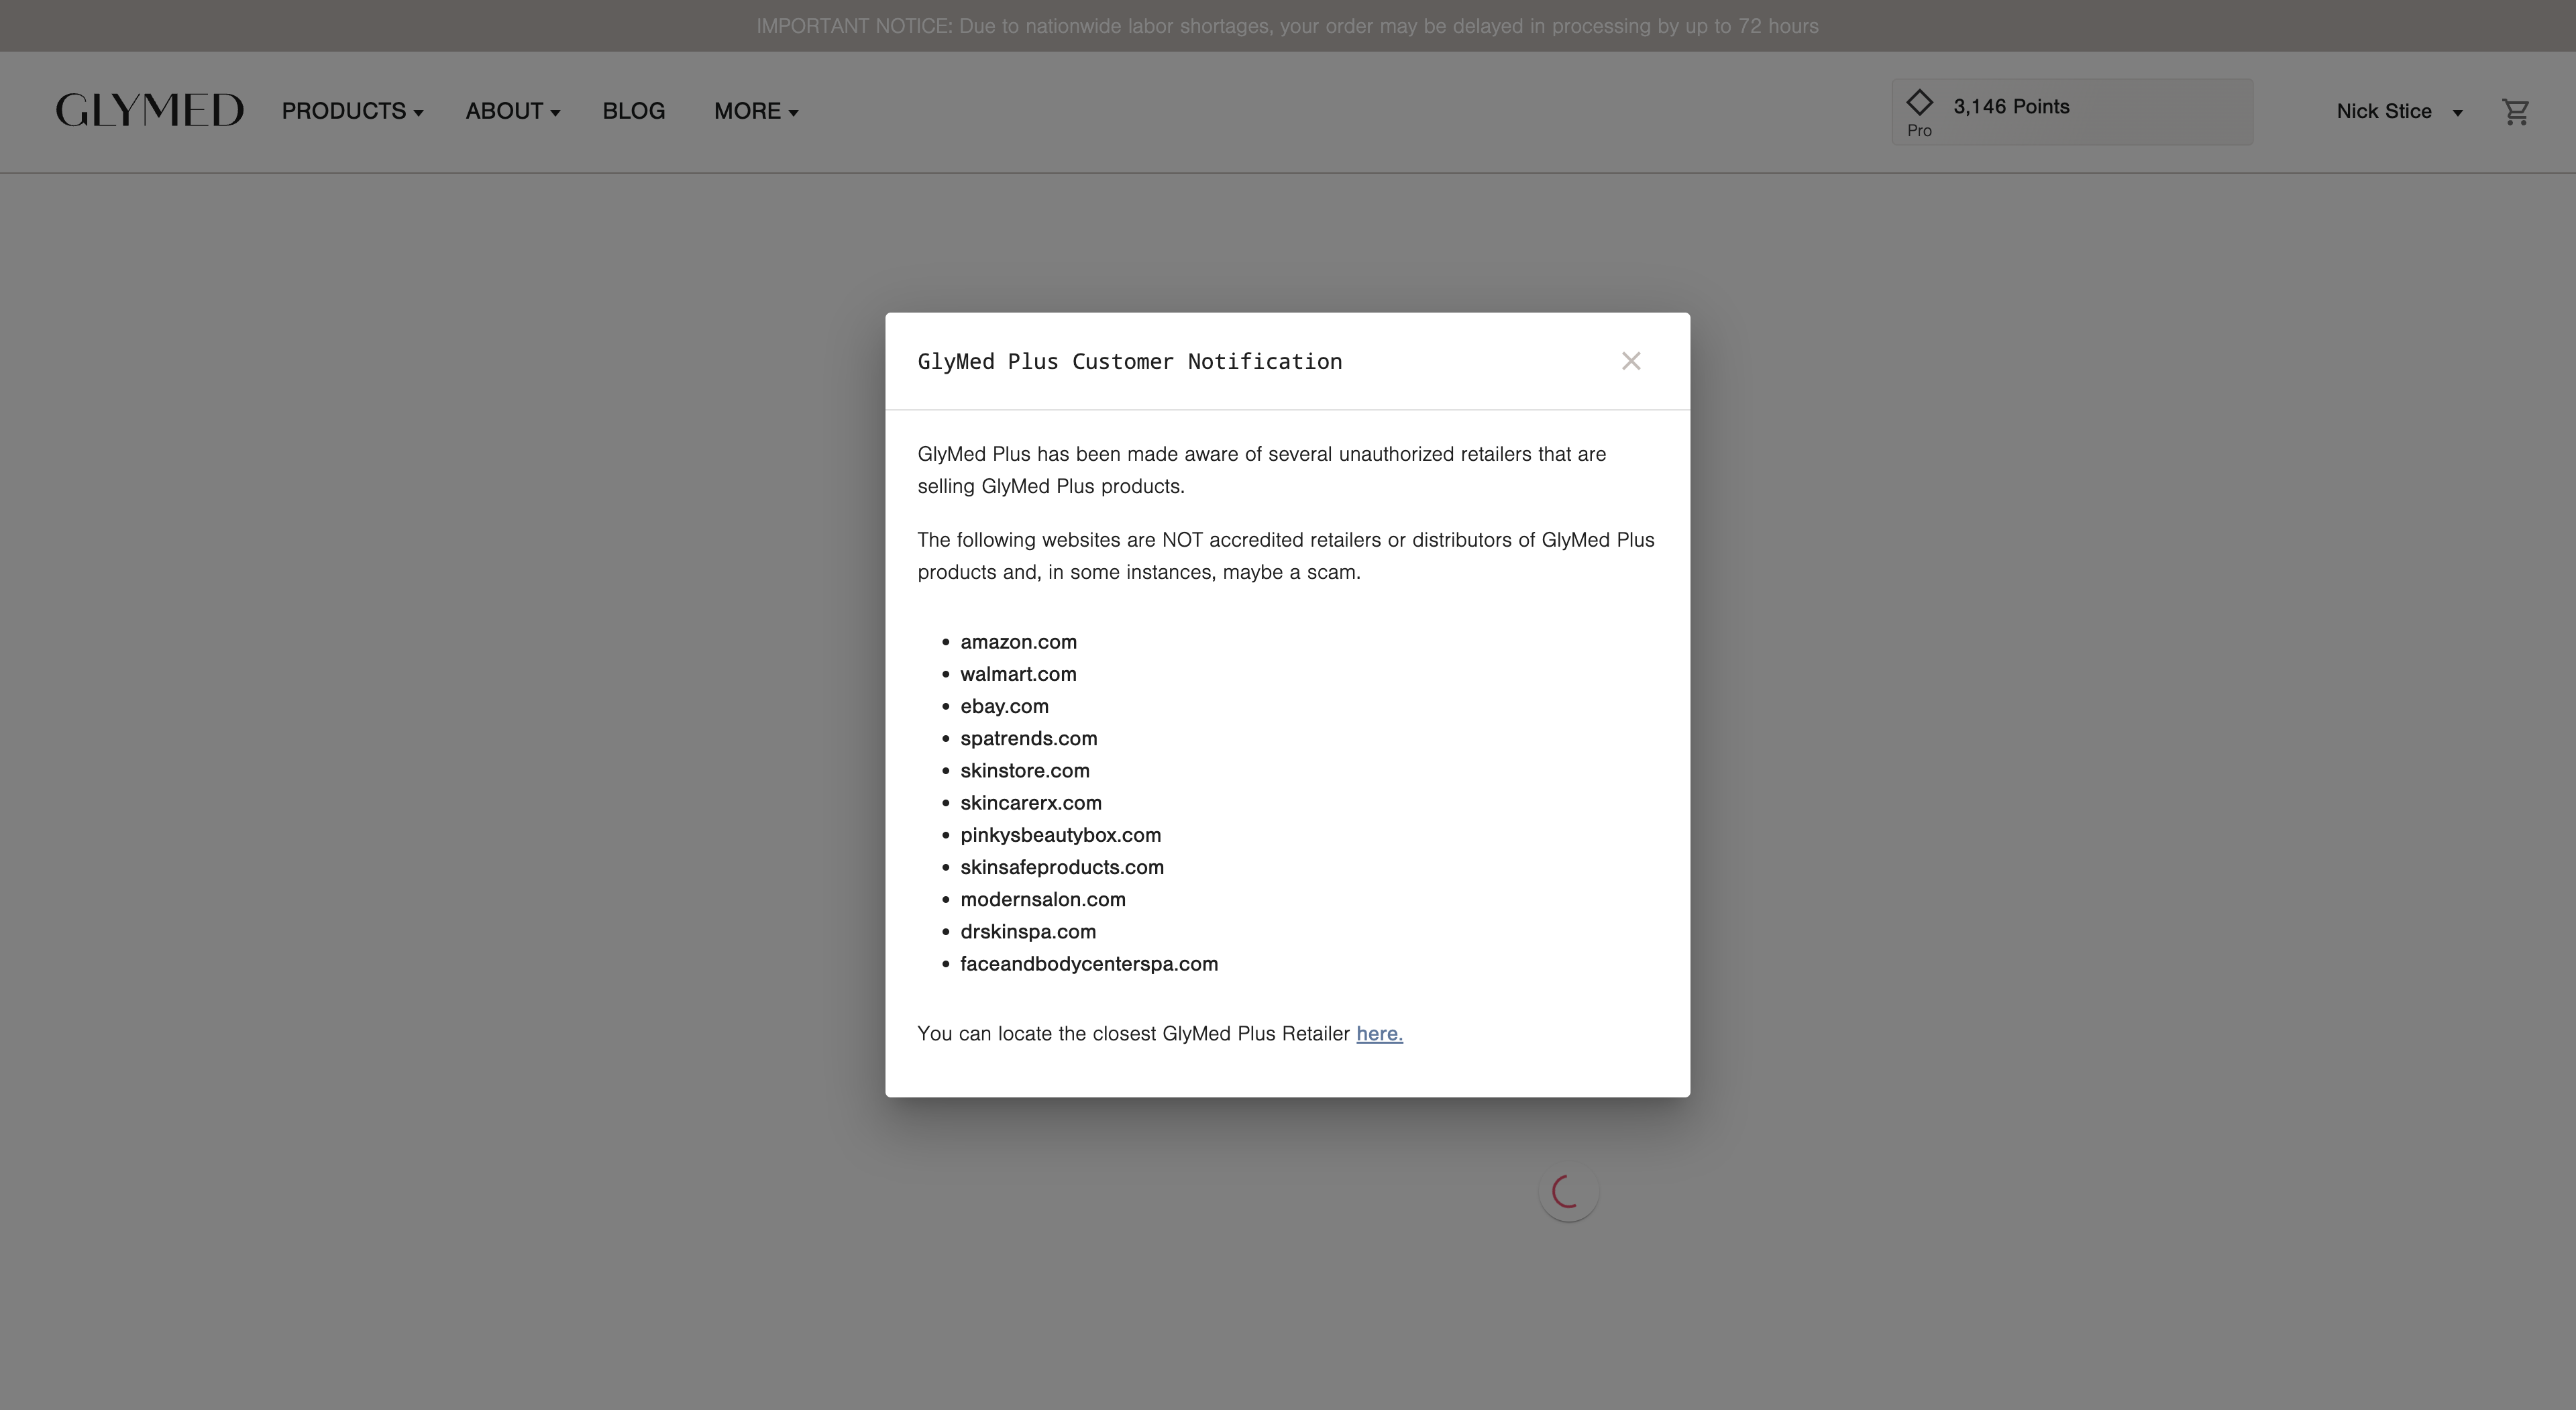 IMPORTANT NOTICE: Due to nationwide labor shortages, your order may be delayed in processing by up to 72 hours
GLYMED
PRODUCTS
ABOUT
BLOG
MORE
3,146 Points
Pro
Nick Stice
GlyMed Plus Customer Notification
GlyMed Plus has been made aware of several unauthorized retailers that are
selling GlyMed Plus products.
The following websites are NOT accredited retailers or distributors of GlyMed Plus
products and, in some instances, maybe a scam.
amazon.com
walmart.com
ebay.com
spatrends.com
skinstore.com
skincarerx.com
pinkysbeautybox.com
skinsafeproducts.com
modernsalon.com
drskinspa.com
faceandbodycenterspa.com
You can locate the closest GlyMed Plus Retailer here.